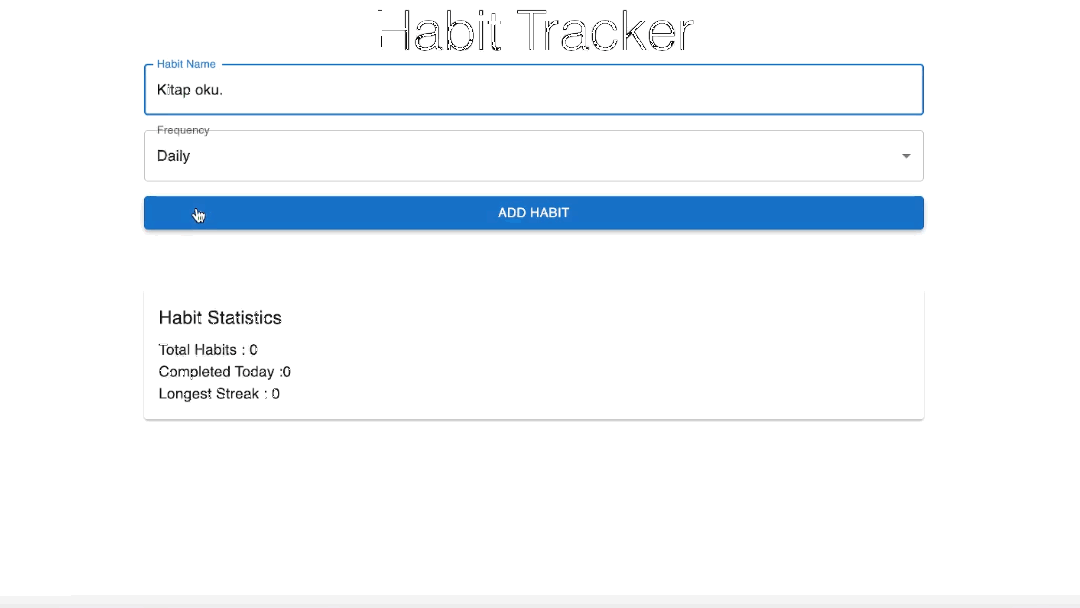 Habit Tracker
Habit Name
Kitap oku.
Frequency
Daily
ADD HABIT
Habit Statistics
Total Habits : 0
Completed Today :0
Longest Streak : 0